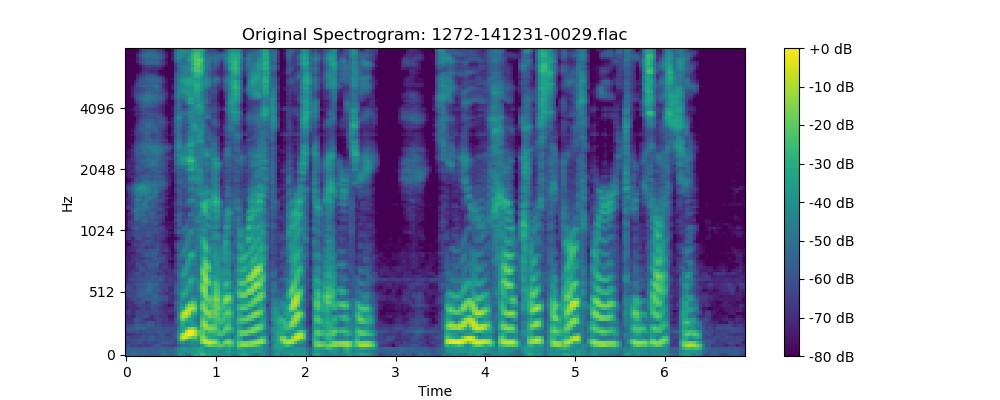 Original Spectrogram: 1272-141231-0029.flac
Hz
4096
2048
1024
512
0
0 1 2 3 4 5 6
Time
+0 dB
-10 dB
-20 dB
-30 dB
-40 dB
-50 dB
-60 dB
-70 dB
-80 dB